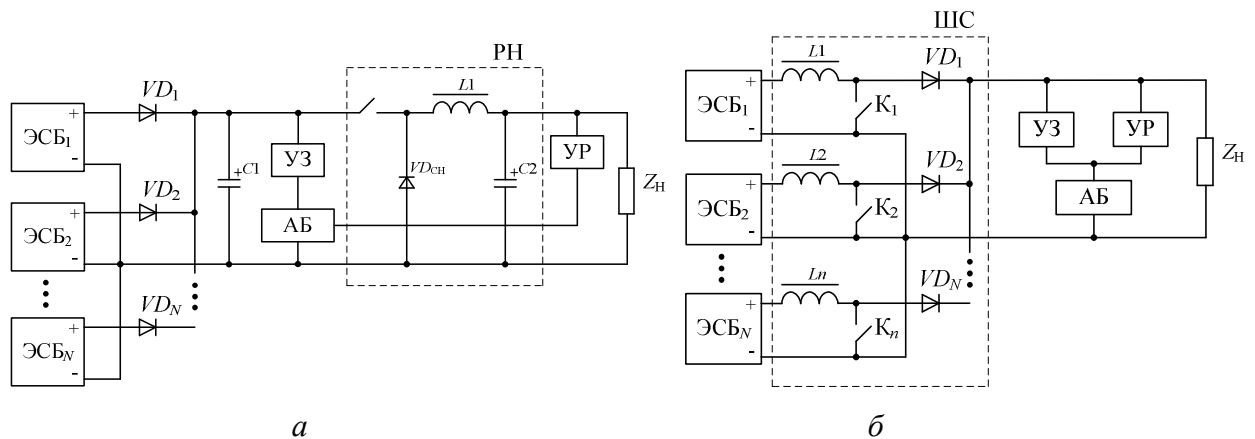 РН
VD1
L1
+
ЭСБ1
-
УЗ
+C1
VDСН
+C2
УР
ZН
VD2
+
ЭСБ2
-
АБ
VDN
+
ЭСБN
-
а
ШС
L1
VD1
+
ЭСБ1
-
К1
УЗ
УР
ZН
L2
VD2
+
ЭСБ2
-
К2
АБ
Ln
VDN
+
ЭСБN
-
Кn
б